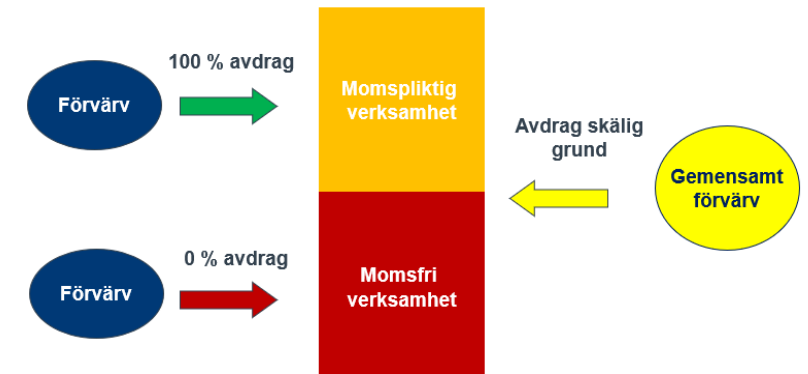 100 % avdrag
Förvärv
Momspliktig
verksamhet
Avdrag skälig
grund
Gemensamt
förvärv
0 % avdrag
Förvärv
Momsfri
verksamhet